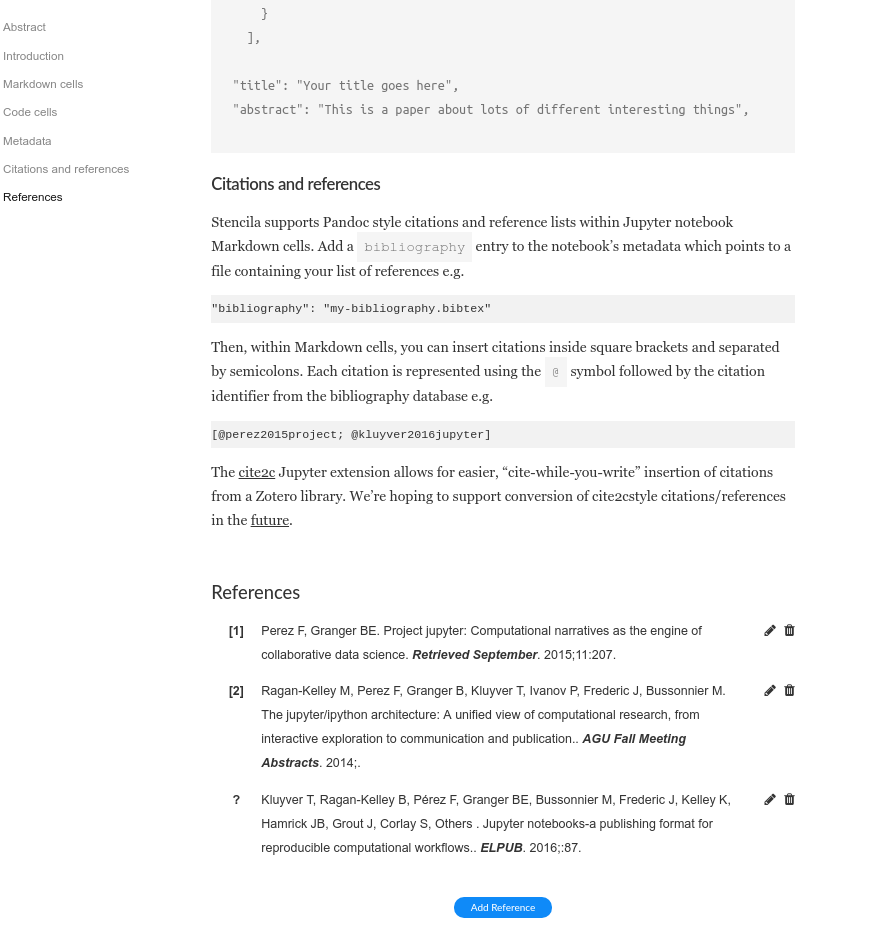 Abstract
Introduction
Markdown cells
Code cells
Metadata
Citations and references
References
}
],
"title": "Your title goes here",
"abstract": "This is a paper about lots of different interesting things",
Citations and references
Stencila supports Pandoc style citations and reference lists within Jupyter notebook
Markdown cells. Add a bibliography entry to the notebook's metadata which points to a
file containing your list of references e.g.
"bibliography": "my-bibliography.bibtex"
Then, within Markdown cells, you can insert citations inside square brackets and separated
by semicolons. Each citation is represented using the @ symbol followed by the citation
identifier from the bibliography database e.g.
[@perez2015project; @kluyver2016jupyter]
The cite2c Jupyter extension allows for easier, “cite-while-you-write” insertion of citations
from a Zotero library. We're hoping to support conversion of cite2cstyle citations/references
in the future.
References
[1] Perez F, Granger BE. Project jupyter: Computational narratives as the engine of
collaborative data science. Retrieved September. 2015;11:207.
[2] Ragan-Kelley M, Perez F, Granger B, Kluyver T, Ivanov P, Frederic J, Bussonnier M.
The jupyter/ipython architecture: A unified view of computational research, from
interactive exploration to communication and publication.. AGU Fall Meeting
Abstracts. 2014;.
? Kluyver T, Ragan-Kelley B, Pérez F, Granger BE, Bussonnier M, Frederic J, Kelley K,
Hamrick JB, Grout J, Corlay S, Others . Jupyter notebooks-a publishing format for
reproducible computational workflows.. ELPUB. 2016;:87.
Add Reference